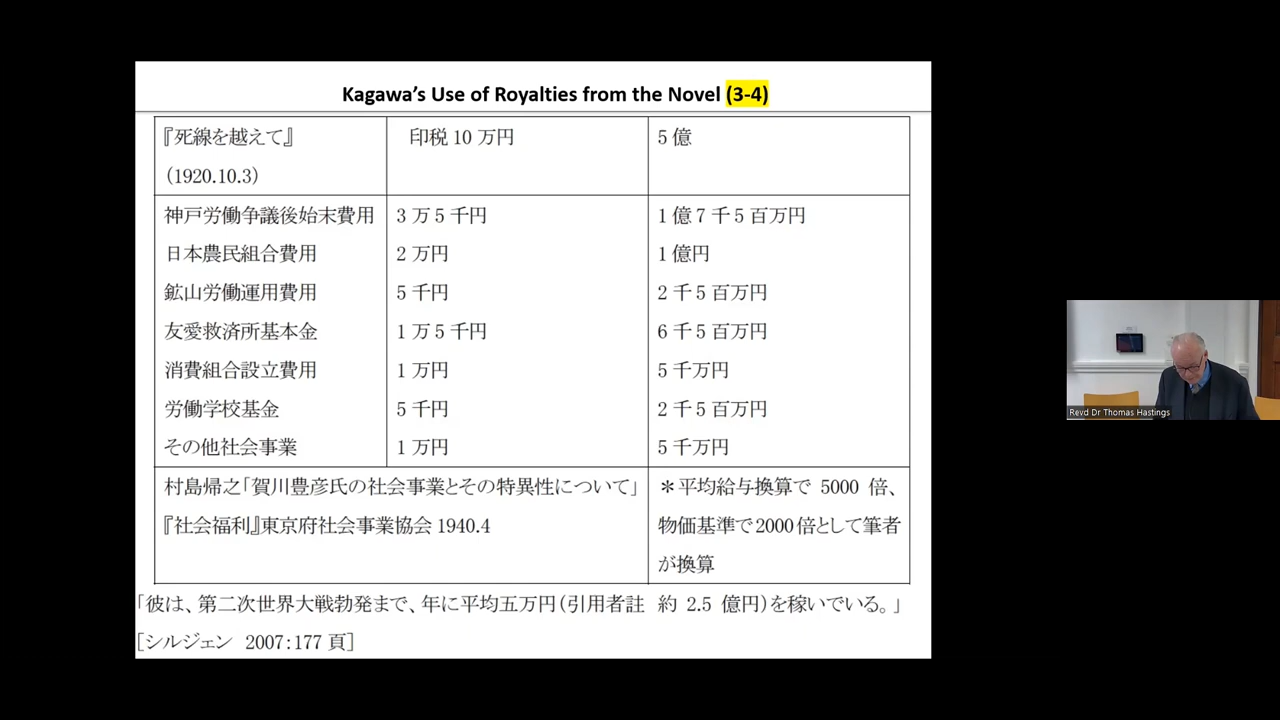 Kagawa's Use of Royalties from the Novel (3-4)
『死線を越えて』 印税 10 万円 5 億
(1920.10.3)
神戸労働争議後始末費用 3 万 5 千円 1 億 7 千 5 百万円
日本農民組合費用 2 万円 1 億円
鉱山労働運用費用 5 千円 2 千 5 百万円
友愛救済所基本金 1 万 5 千円 6 千 5 百万円
消費組合設立費用 1 万円 5 千万円
労働学校基金 5 千円 2 千 5 百万円
その他社会事業 1 万円 5 千万円
村島帰之「賀川豊彦氏の社会事業とその特異性について」
『社会福利』東京府社会事業協会 1940.4
＊平均給与換算で 5000 倍、
物価基準で2000倍として筆者
が換算
「彼は、第二次世界大戦勃発まで、年に平均五万円(引用者註 約 2.5 億円)を稼いでいる。」
[シルジェン 2007:177 頁]
Revd Dr Thomas Hastings